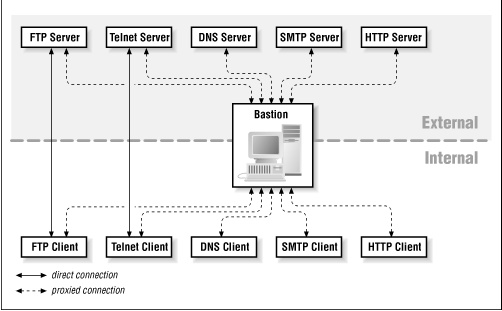 FTP Server
Telnet Server
DNS Server
SMTP Server
HTTP Server
Bastion
External
Internal
FTP Client
Telnet Client
DNS Client
SMTP Client
HTTP Client
direct connection
proxied connection